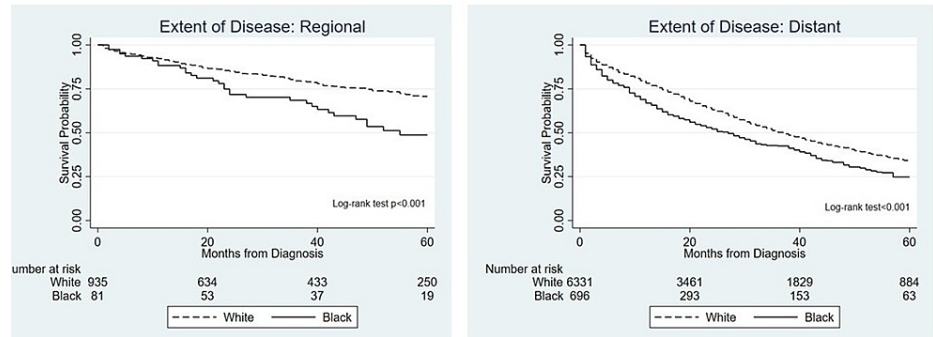 Extent of Disease: Regional
Survival Probability
1.00
0.75
0.50
0.25
0.00
Log-rank test p<0.001
0 20 40 60
Months from Diagnosis
umber at risk
White 935 634 433 250
Black 81 53 37 19
White Black
Extent of Disease: Distant
Survival Probability
1.00
0.75
0.50
0.25
0.00
Log-rank test<0.001
0 20 40 60
Months from Diagnosis
Number at risk
White 6331 3461 1829 884
Black 696 293 153 63
White Black